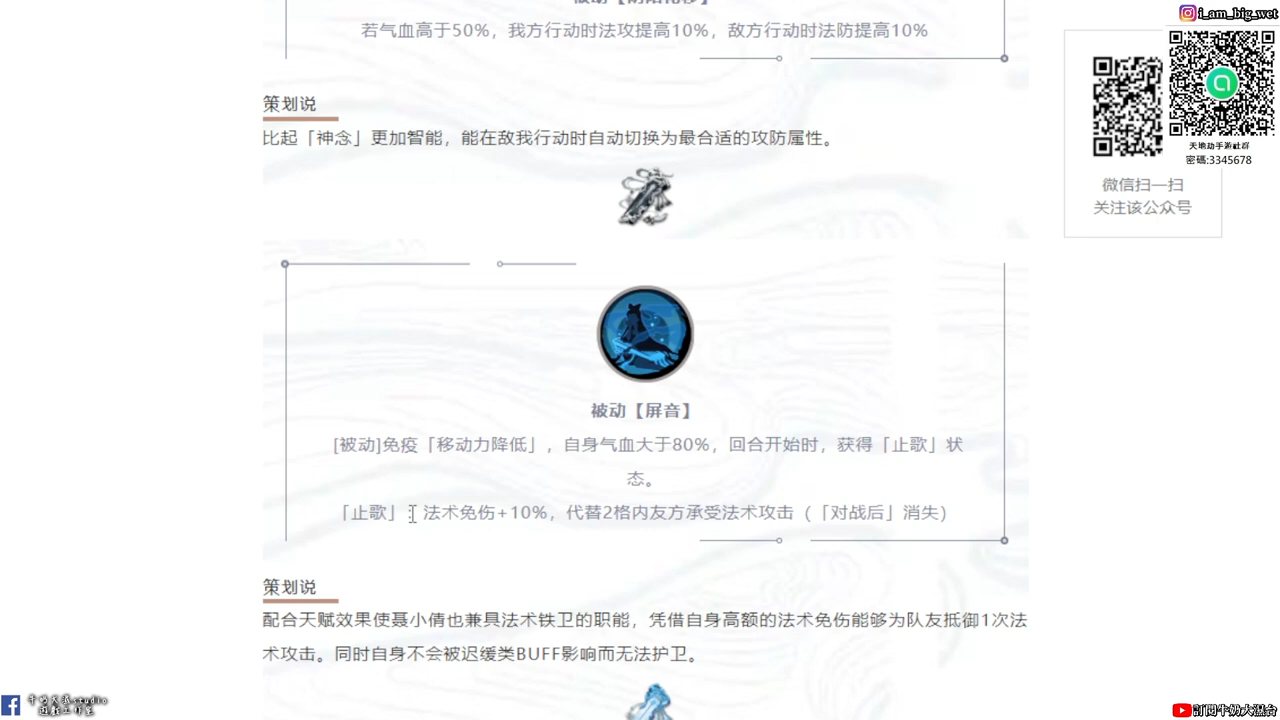 i_am_big_wet
若气血高于50%，我方行动时法攻提高10%，敌方行动时法防提高10%
天地劫手游社群
密碼:3345678
微信扫一扫
关注该公众号
策划说
比起「神念」更加智能，能在敌我行动时自动切换为最合适的攻防属性。
被动【屏音】
[被动]免疫「移动力降低」，自身气血大于80%，回合开始时，获得「止歌」状
态。
「止歌」：法术免伤+10%，代替2格内友方承受法术攻击（「对战后」消失）
策划说
配合天赋效果使聂小倩也兼具法术铁卫的职能，凭借自身高额的法术免伤能够为队友抵御1次法
术攻击。同时自身不会被迟缓类BUFF影响而无法护卫。
studio
訂閱牛奶大濕台